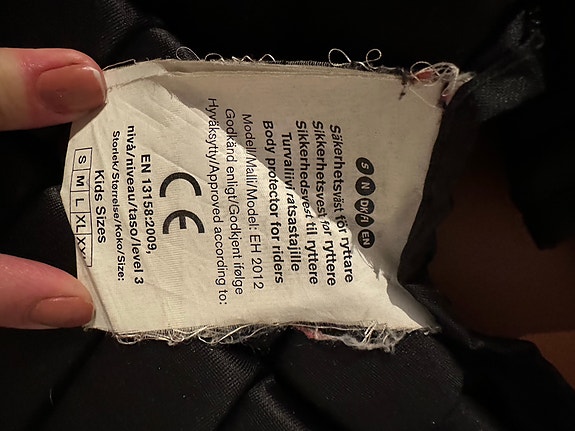 S N DK FI EN
Säkerhetsväst för ryttare
Sikkerhetsvest for ryttere
Sikkerhedsvest til ryttere
Turvaliivi ratsastajille
Body protector for riders
Modell/Malli/Model: EH 2012
Godkänd enligt/Godkjent ifølge
Hyväksytty/Approved according to:
CE
EN 13158:2009,
nivå/niveau/taso/level 3
Storlek/Størrelse/Koko/Size:
Kids Sizes
S M L XL